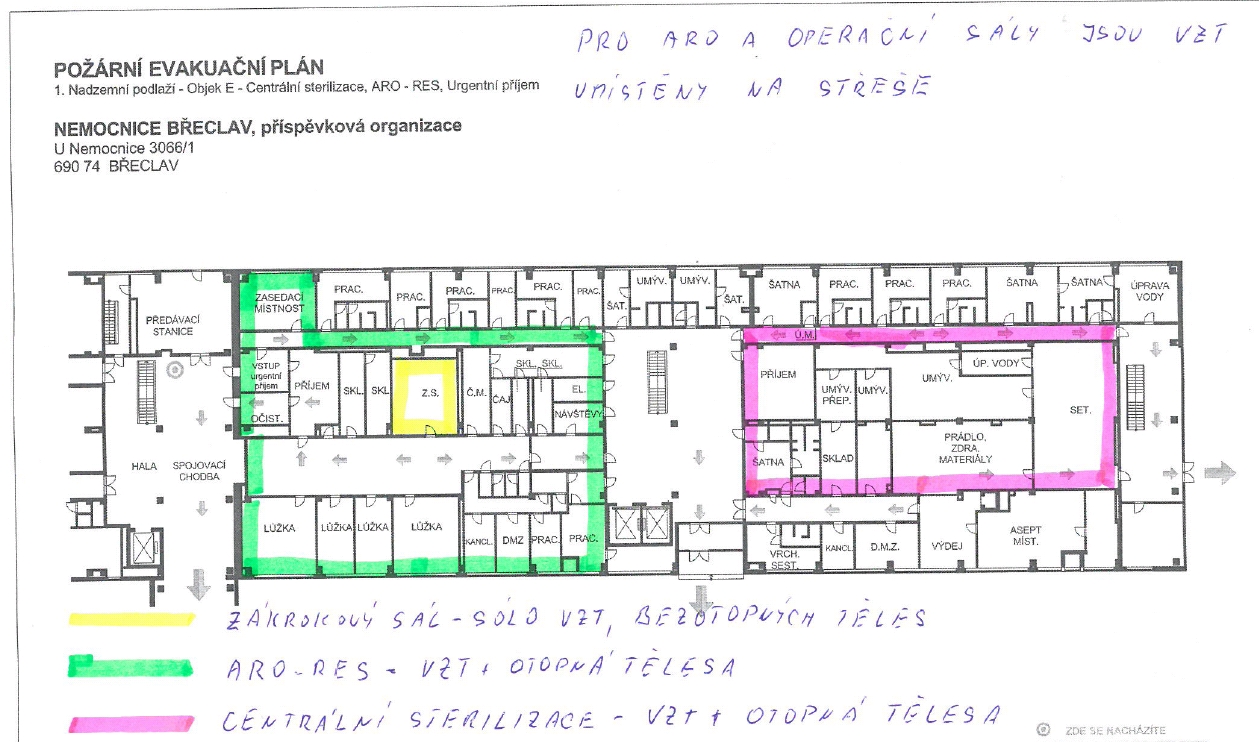 PRO ARO A OPERAČNÍ SÁLY JSOU VZT
UMÍSTĚNY NA STŘEŠE
POŽÁRNÍ EVAKUAČNÍ PLÁN
1. Nadzemní podlaží - Objek E - Centrální sterilizace, ARO - RES, Urgentní příjem
NEMOCNICE BŘECLAV, příspěvková organizace
U Nemocnice 3066/1
690 74 BŘECLAV
PŘEDÁVACÍ
STANICE
ZASEDACÍ
MÍSTNOST
PRAC.
PRAC.
PRAC.
PRAC.
PRAC.
PRAC.
ŠAT.
UMÝV.
UMÝV.
ŠAT.
ŠATNA
PRAC.
PRAC.
PRAC.
ŠATNA
ŠATNA
ÚPRAVA
VODY
Ú.M.
VSTUP
urgentní
příjem
OČIST.
PŘÍJEM
SKL.
SKL.
Z.S.
Č.M.
ČAJ.
SKL.
SKL.
EL.
NÁVŠTĚVY
PŘÍJEM
UMÝV.
PŘEP.
UMÝV.
UMÝV.
ÚP. VODY
SET.
HALA
SPOJOVACÍ
CHODBA
ŠATNA
SKLAD
PRÁDLO,
ZDRA.
MATERIÁLY
LŮŽKA
LŮŽKA
LŮŽKA
LŮŽKA
KANCL.
DMZ
PRAC.
PRAC.
VRCH.
SEST.
KANCL.
D.M.Z.
VÝDEJ
ASEPT
MÍST.
ZÁKROKOVÝ SÁL - SÓLO VZT, BEZ OTOPNÝCH TĚLES
ARO-RES - VZT + OTOPNÁ TĚLESA
CENTRÁLNÍ STERILIZACE - VZT + OTOPNÁ TĚLESA
ZDE SE NACHÁZÍTE